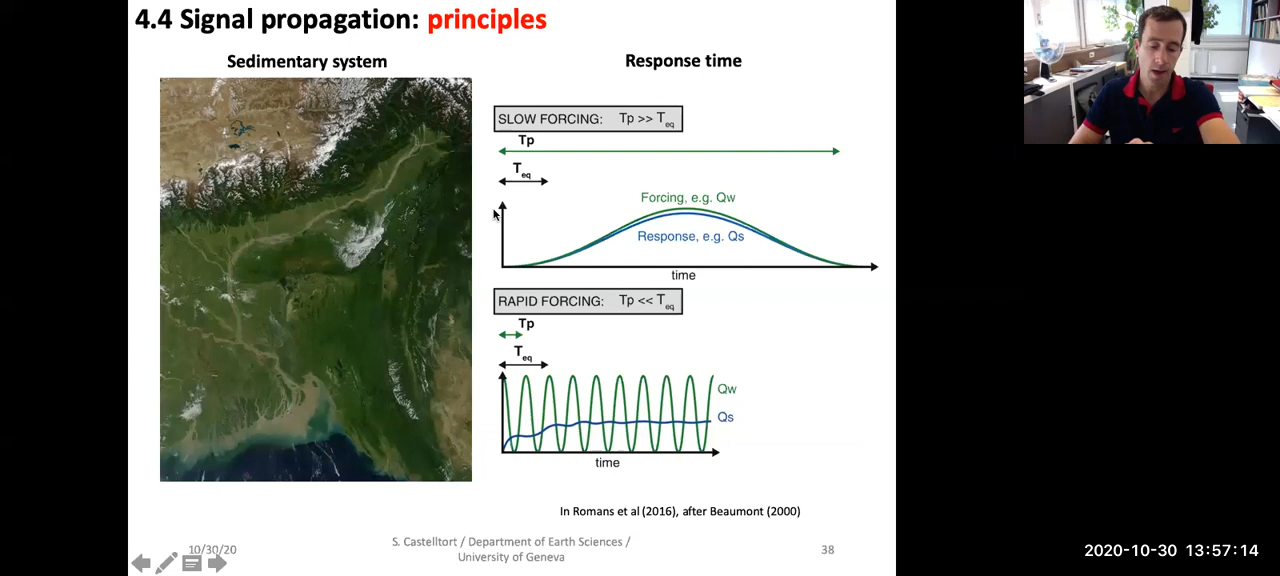 4.4 Signal propagation: principles
Sedimentary system
Response time
SLOW FORCING: Tp >> Teq
Tp
Teq
Forcing, e.g. Qw
Response, e.g. Qs
time
RAPID FORCING: Tp << Teq
Tp
Teq
Qw
Qs
time
In Romans et al (2016), after Beaumont (2000)
10/30/20
S. Castelltort / Department of Earth Sciences /
University of Geneva
38
2020-10-30 13:57:14